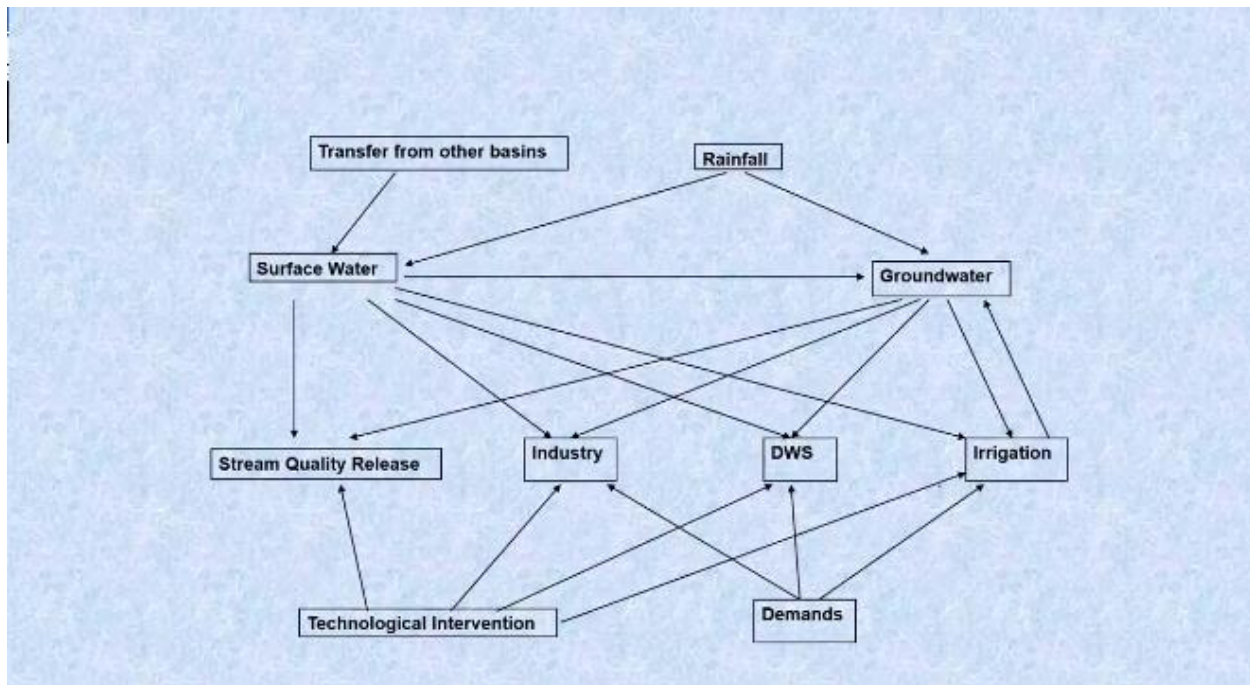 Transfer from other basins
Rainfall
Surface Water
Groundwater
Stream Quality Release
Industry
DWS
Irrigation
Technological Intervention
Demands